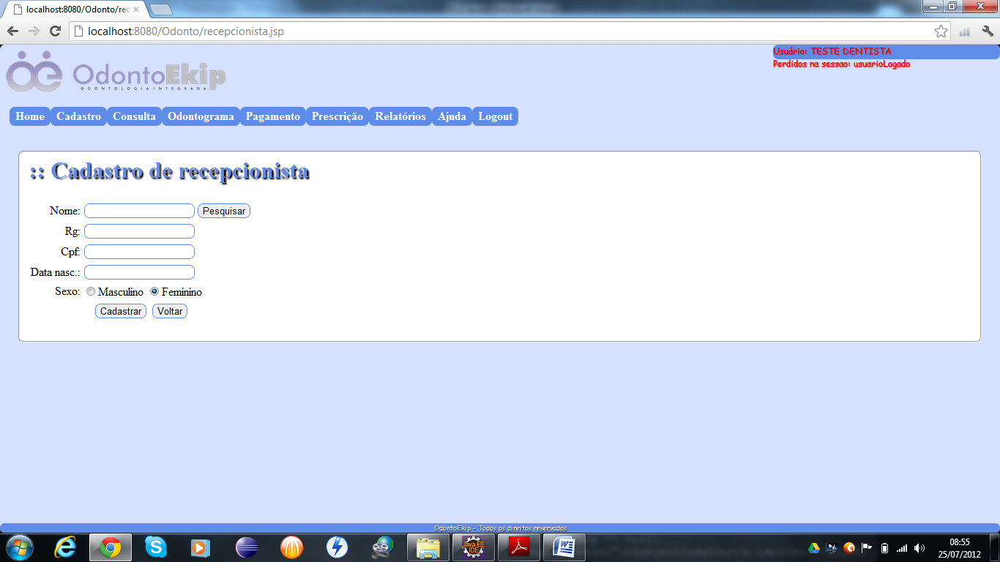 localhost:8080/Odonto/rec
localhost:8080/Odonto/recepcionista.jsp
OdontoEkip
ODONTOLOGIAINTEGRADA
Usuário: TESTE DENTISTA
Perdidos na sessao: usuarioLogado
Home Cadastro Consulta Odontograma Pagamento Prescrição Relatórios Ajuda Logout
:: Cadastro de recepcionista
Nome: Pesquisar
Rg:
Cpf:
Data nasc.:
Sexo: Masculino Feminino
Cadastrar Voltar
OdontoEkip - Todos os direitos reservados
Java EE
IDE
08:55
25/07/2012